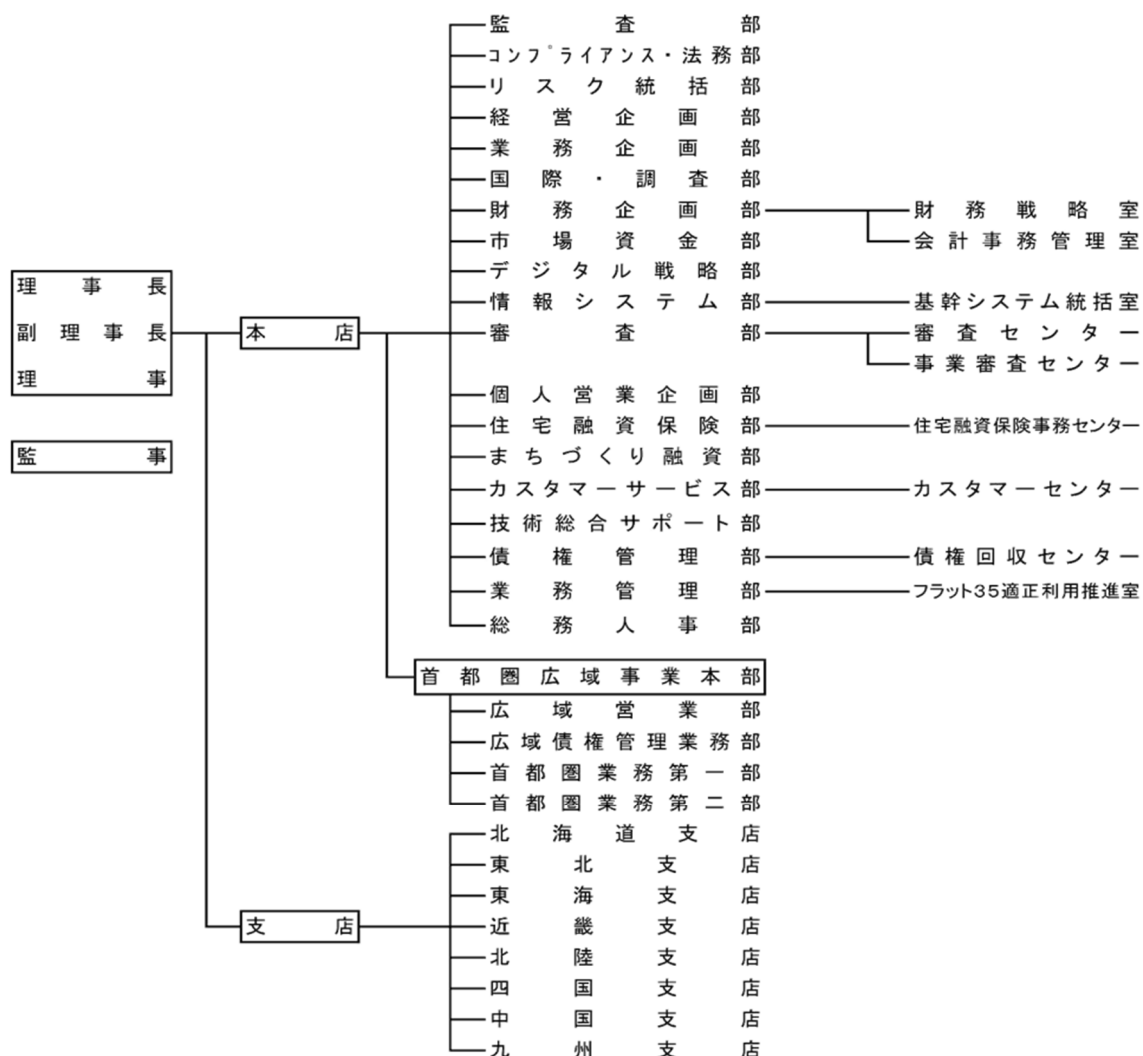 監査部
コンプライアンス・法務部
リスク統括部
経営企画部
業務企画部
国際・調査部
財務企画部 財務戦略室
市場資金部 会計事務管理室
デジタル戦略部
理事長
情報システム部 基幹システム統括室
副理事長 本店 審査部 審査センター
事業審査センター
理事
個人営業企画部
住宅融資保険部 住宅融資保険事務センター
監事 まちづくり融資部
カスタマーサービス部 カスタマーセンター
技術総合サポート部
債権管理部 債権回収センター
業務管理部 フラット35適正利用推進室
総務人事部
首都圏広域事業本部
広域営業部
広域債権管理業務部
首都圏業務第一部
首都圏業務第二部
北海道支店
東北支店
東海支店
支店 近畿支店
北陸支店
四国支店
中国支店
九州支店